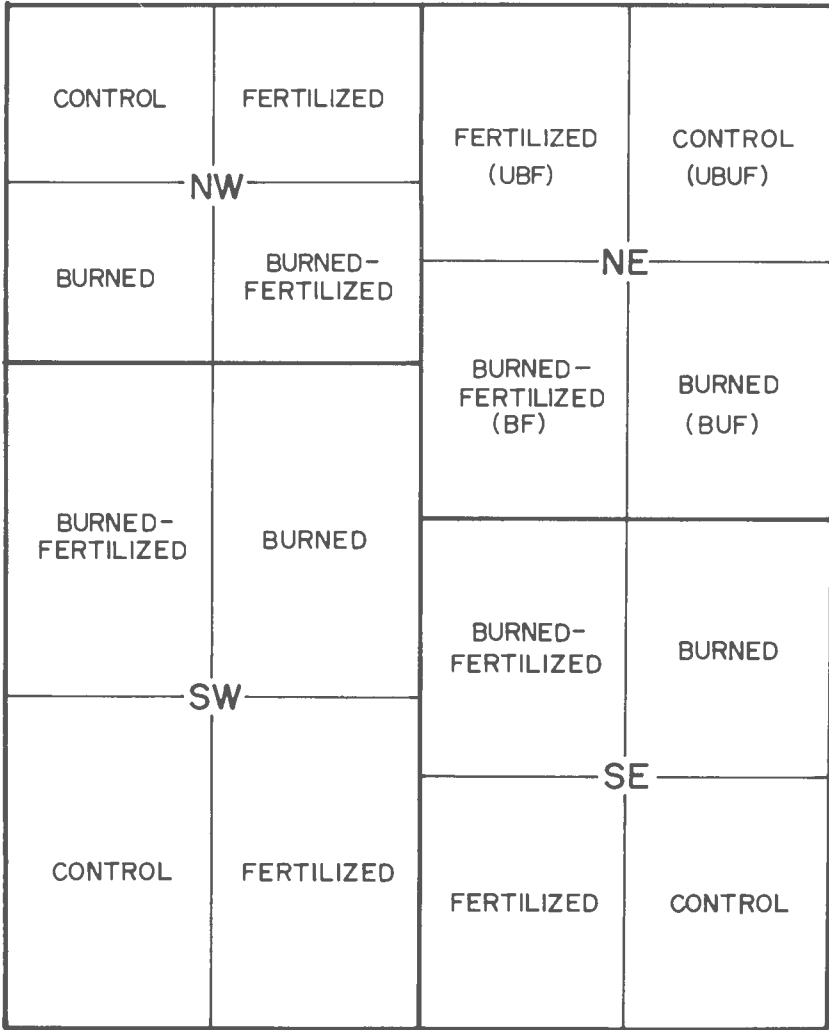 CONTROL
FERTILIZED
NW
BURNED
BURNED-
FERTILIZED
FERTILIZED
(UBF)
CONTROL
(UBUF)
NE
BURNED-
FERTILIZED
(BF)
BURNED
(BUF)
BURNED-
FERTILIZED
BURNED
SW
CONTROL
FERTILIZED
BURNED-
FERTILIZED
BURNED
SE
FERTILIZED
CONTROL